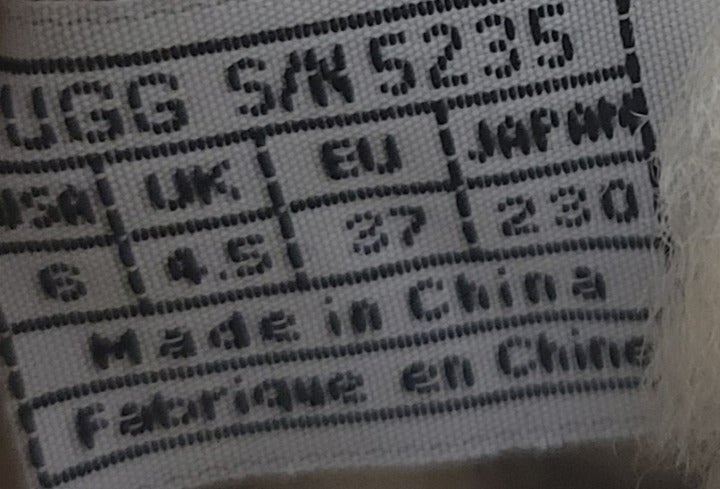 UGG S/N 5235
USA UK EU JAPAN
6 4.5 37 230
Made in China
Fabrique en Chine